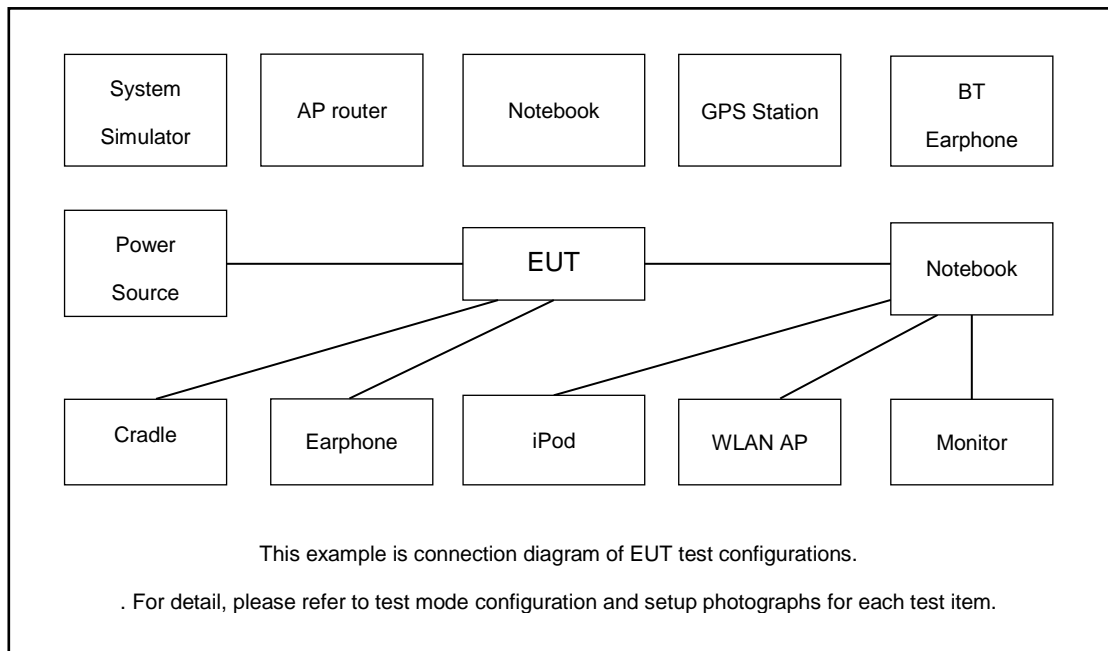 System
Simulator
AP router
Notebook
GPS Station
BT
Earphone
Power
Source
EUT
Notebook
Cradle
Earphone
iPod
WLAN AP
Monitor
This example is connection diagram of EUT test configurations.
. For detail, please refer to test mode configuration and setup photographs for each test item.